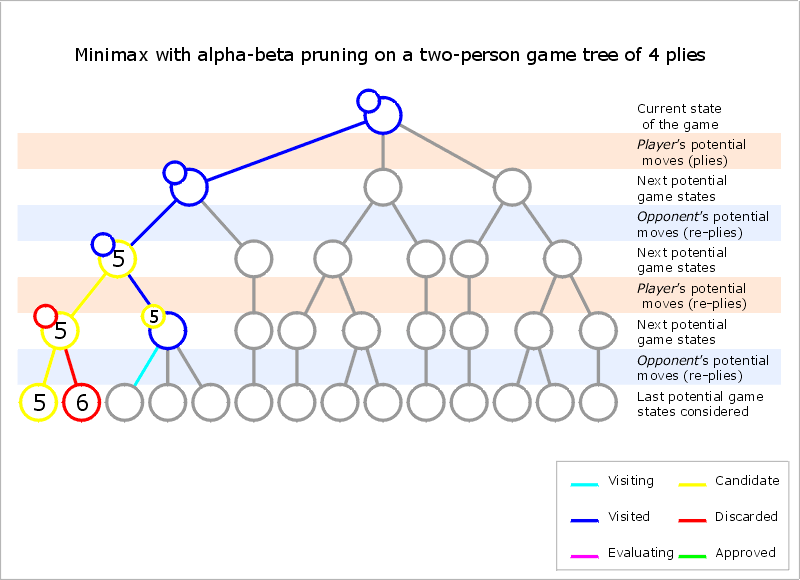 Minimax with alpha-beta pruning on a two-person game tree of 4 plies
Current state
of the game
Player's potential
moves (plies)
Next potential
game states
Opponent's potential
moves (re-plies)
5
Next potential
game states
Player's potential
moves (re-plies)
5
5
Next potential
game states
Opponent's potential
moves (re-plies)
5
6
Last potential game
states considered
Visiting
Candidate
Visited
Discarded
Evaluating
Approved